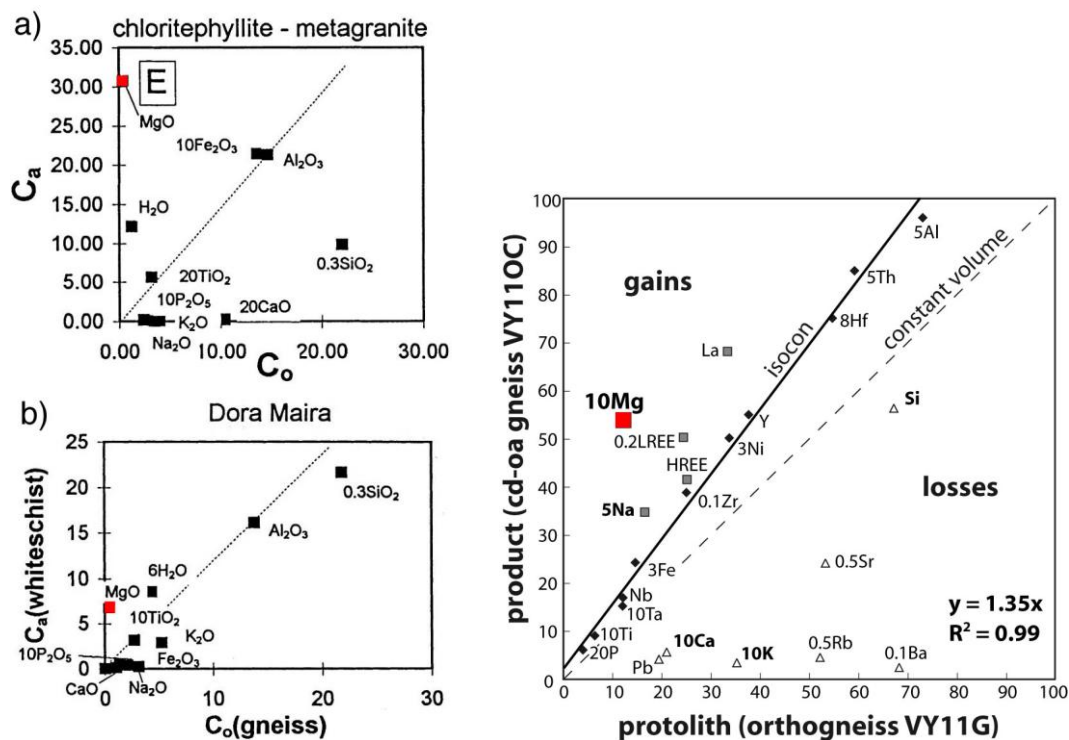 a)
chloritephyllite - metagranite
35.00
30.00
25.00
20.00
15.00
10.00
5.00
0.00
Cₐ
E
MgO
10Fe₂O₃
Al₂O₃
H₂O
20TiO₂
0.3SiO₂
10P₂O₅
20CaO
K₂O
Na₂O
0.00
10.00
20.00
30.00
Cₒ
b)
Dora Maira
25
20
15
10
5
0
Cₐ(whiteschist)
0.3SiO₂
Al₂O₃
6H₂O
MgO
10TiO₂
K₂O
10P₂O₅
Fe₂O₃
CaO
Na₂O
0
10
20
30
Cₒ(gneiss)
product (cd-oa gneiss VY11OC)
100
90
80
70
60
50
40
30
20
10
0
gains
isocon
constant volume
losses
5Al
5Th
8Hf
La
Si
10Mg
Y
0.2LREE
3Ni
HREE
0.1Zr
5Na
3Fe
0.5Sr
Nb
10Ta
10Ti
20P
10Ca
Pb
10K
0.5Rb
0.1Ba
y = 1.35x
R² = 0.99
0 10 20 30 40 50 60 70 80 90 100
protolith (orthogneiss VY11G)